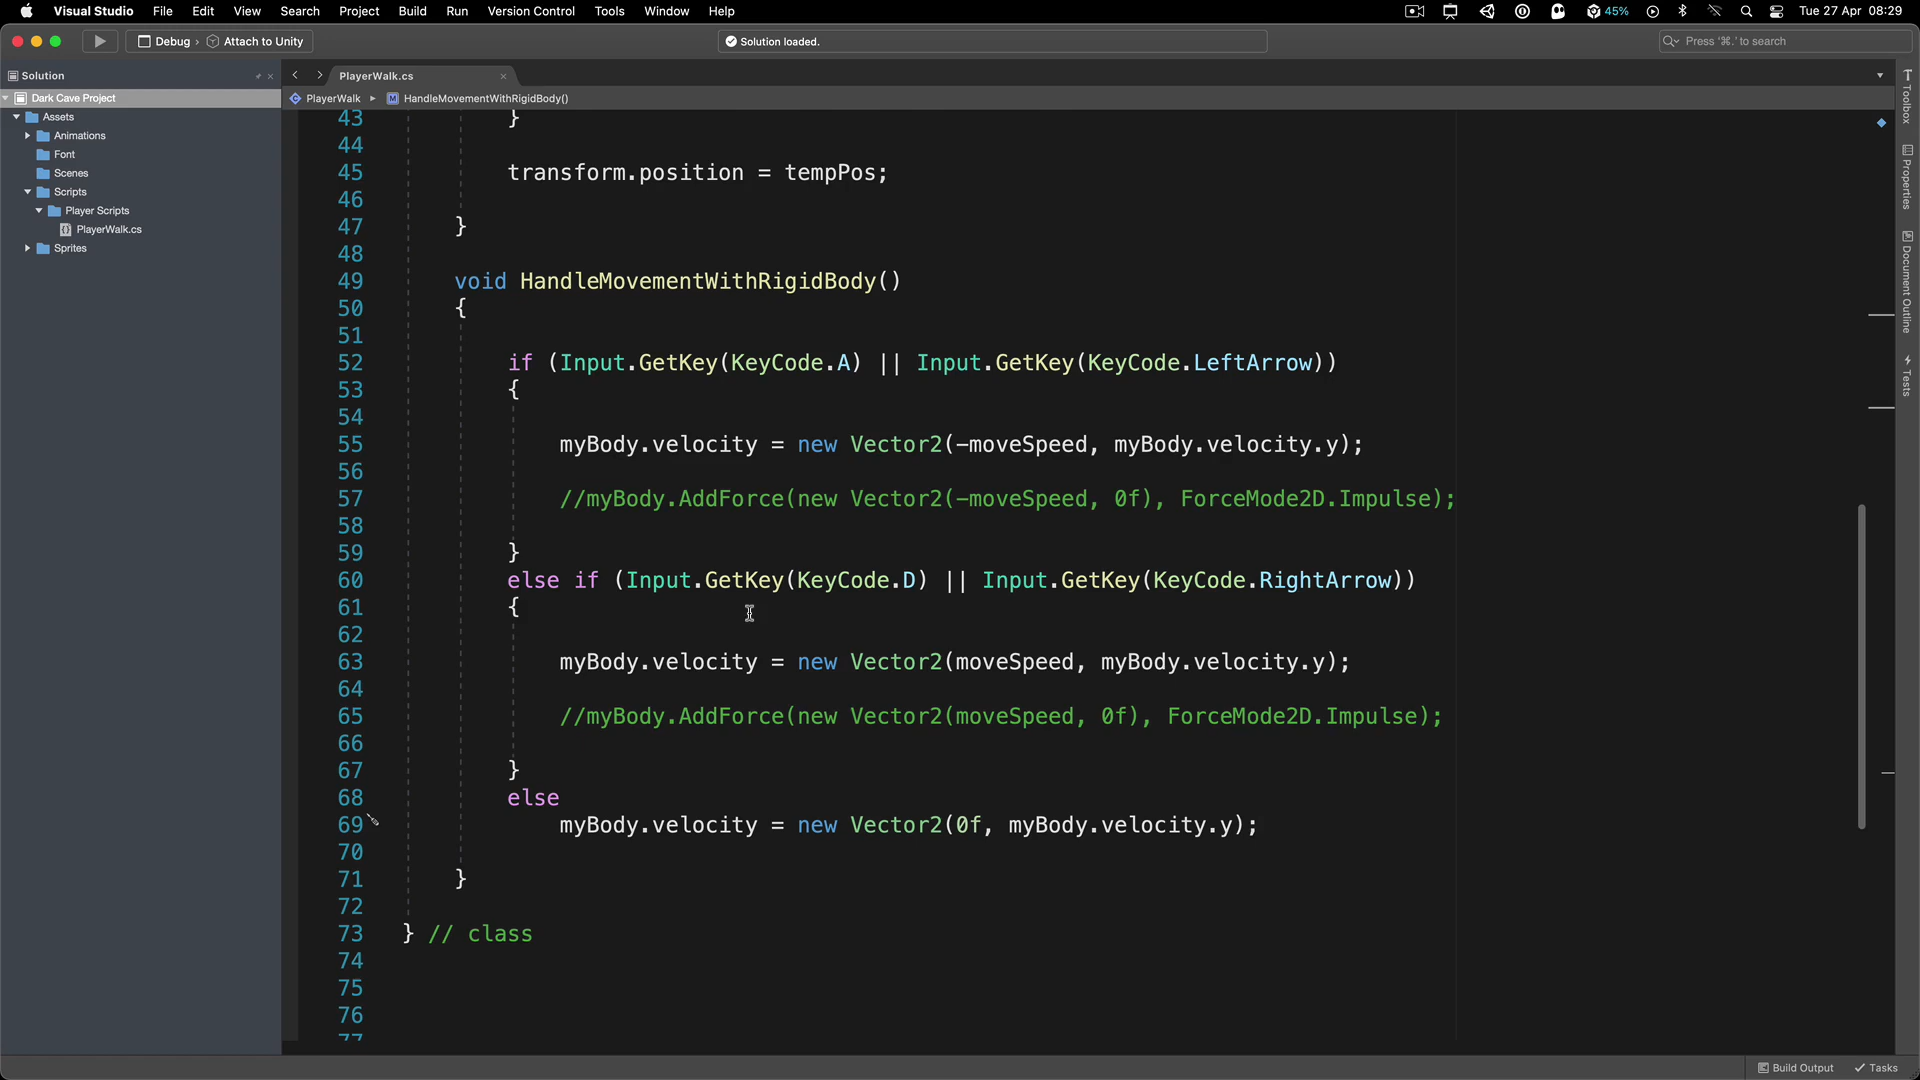 Visual Studio File Edit View Search Project Build Run Version Control Tools Window Help 45% Tue 27 Apr 08:29
Debug › Attach to Unity Solution loaded. Press '⌘.' to search
Solution
PlayerWalk.cs
Dark Cave Project
PlayerWalk ▸ HandleMovementWithRigidBody()
Assets
Animations
Font
Scenes
Scripts
Player Scripts
PlayerWalk.cs
Sprites
43 }
44
45 transform.position = tempPos;
46
47 }
48
49 void HandleMovementWithRigidBody()
50 {
51
52 if (Input.GetKey(KeyCode.A) || Input.GetKey(KeyCode.LeftArrow))
53 {
54
55 myBody.velocity = new Vector2(-moveSpeed, myBody.velocity.y);
56
57 //myBody.AddForce(new Vector2(-moveSpeed, 0f), ForceMode2D.Impulse);
58
59 }
60 else if (Input.GetKey(KeyCode.D) || Input.GetKey(KeyCode.RightArrow))
61 {
62
63 myBody.velocity = new Vector2(moveSpeed, myBody.velocity.y);
64
65 //myBody.AddForce(new Vector2(moveSpeed, 0f), ForceMode2D.Impulse);
66
67 }
68 else
69 myBody.velocity = new Vector2(0f, myBody.velocity.y);
70
71 }
72
73 } // class
74
75
76
77
Toolbox
Properties
Document Outline
Tests
Build Output Tasks